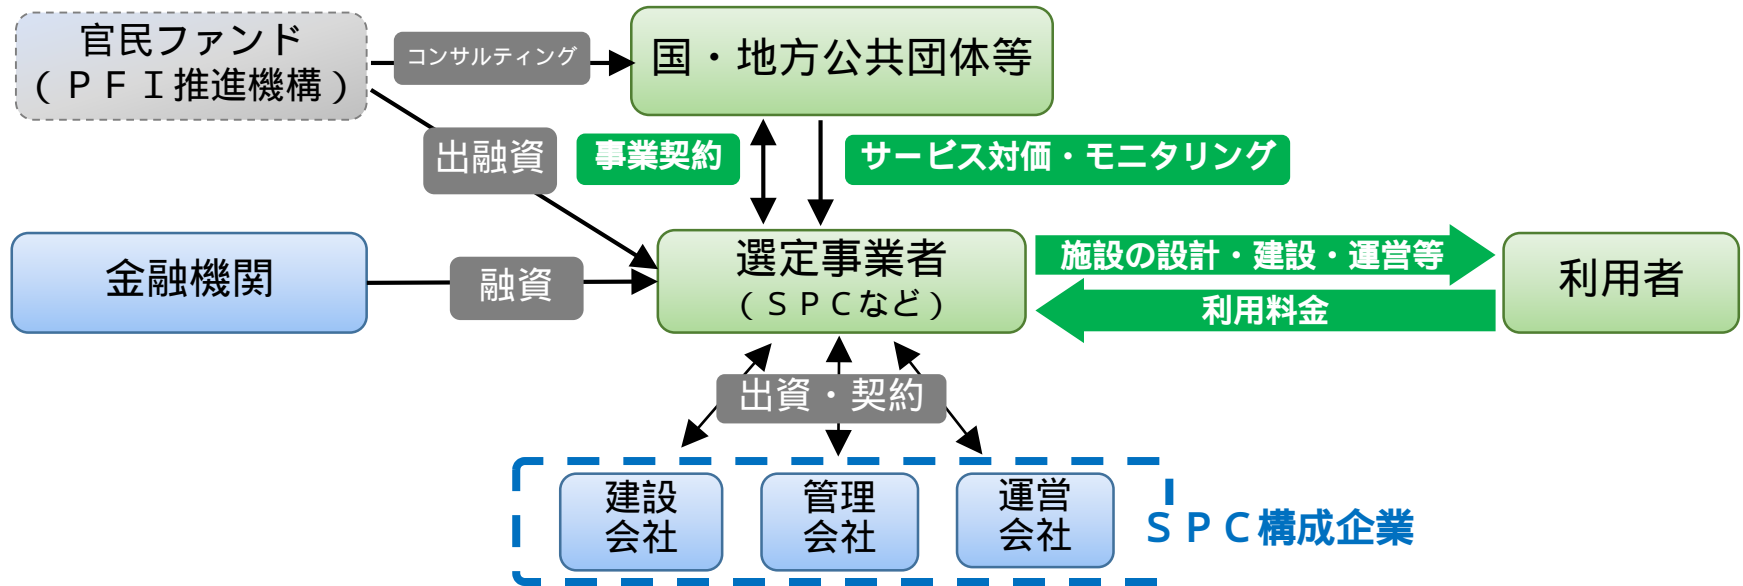 官民ファンド
（ＰＦＩ推進機構）
コンサルティング
国・地方公共団体等
出融資
事業契約
サービス対価・モニタリング
金融機関
融資
選定事業者
（ＳＰＣなど）
施設の設計・建設・運営等
利用料金
利用者
出資・契約
建設
会社
管理
会社
運営
会社
ＳＰＣ構成企業